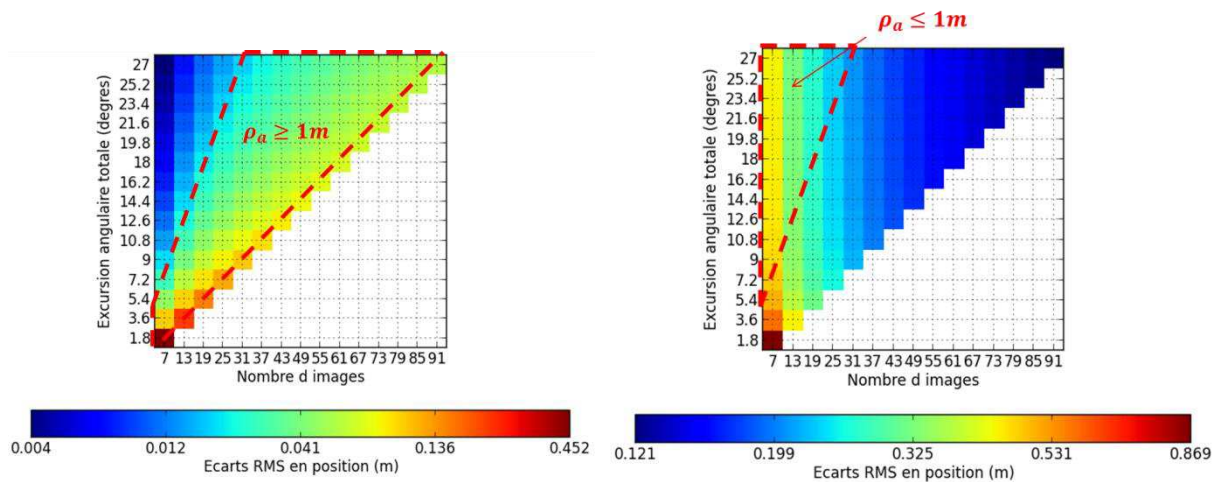 Excursion angulaire totale (degres)
27
25.2
23.4
21.6
19.8
18
16.2
14.4
12.6
10.8
9
7.2
5.4
3.6
1.8
ρₐ ≥ 1m
7 13 19 25 31 37 43 49 55 61 67 73 79 85 91
Nombre d images
0.004 0.012 0.041 0.136 0.452
Ecarts RMS en position (m)
ρₐ ≤ 1m
Excursion angulaire totale (degres)
27
25.2
23.4
21.6
19.8
18
16.2
14.4
12.6
10.8
9
7.2
5.4
3.6
1.8
7 13 19 25 31 37 43 49 55 61 67 73 79 85 91
Nombre d images
0.121 0.199 0.325 0.531 0.869
Ecarts RMS en position (m)